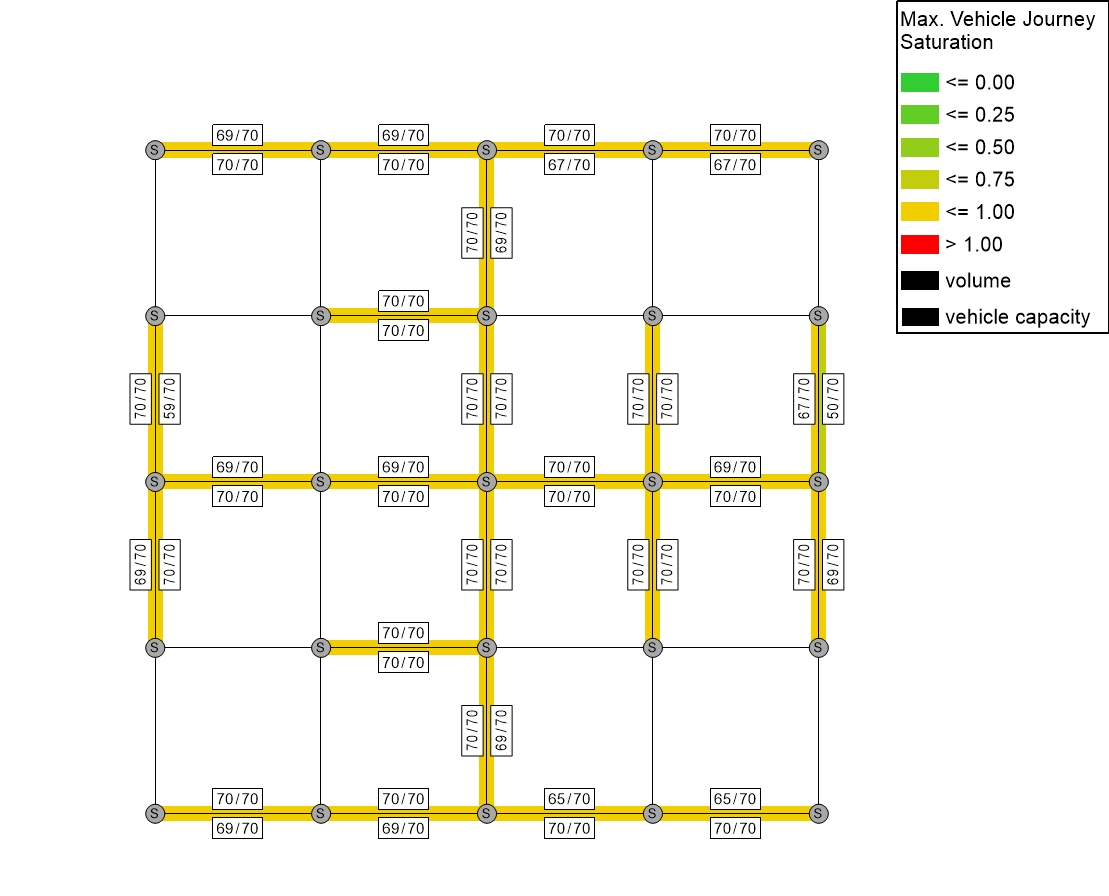 Max. Vehicle Journey
Saturation
<= 0.00
<= 0.25
<= 0.50
<= 0.75
<= 1.00
> 1.00
volume
vehicle capacity
69/70 69/70 70/70 70/70
S S S S S
70/70 70/70 67/70 67/70
70/70 69/70
70/70
S S S S S
70/70
70/70 59/70 70/70 70/70 70/70 70/70 67/70 50/70
69/70 69/70 70/70 69/70
S S S S S
70/70 70/70 70/70 70/70
69/70 70/70 70/70 70/70 70/70 70/70 70/70 69/70
70/70
S S S S S
70/70
70/70 69/70
70/70 70/70 65/70 65/70
S S S S S
69/70 69/70 70/70 70/70